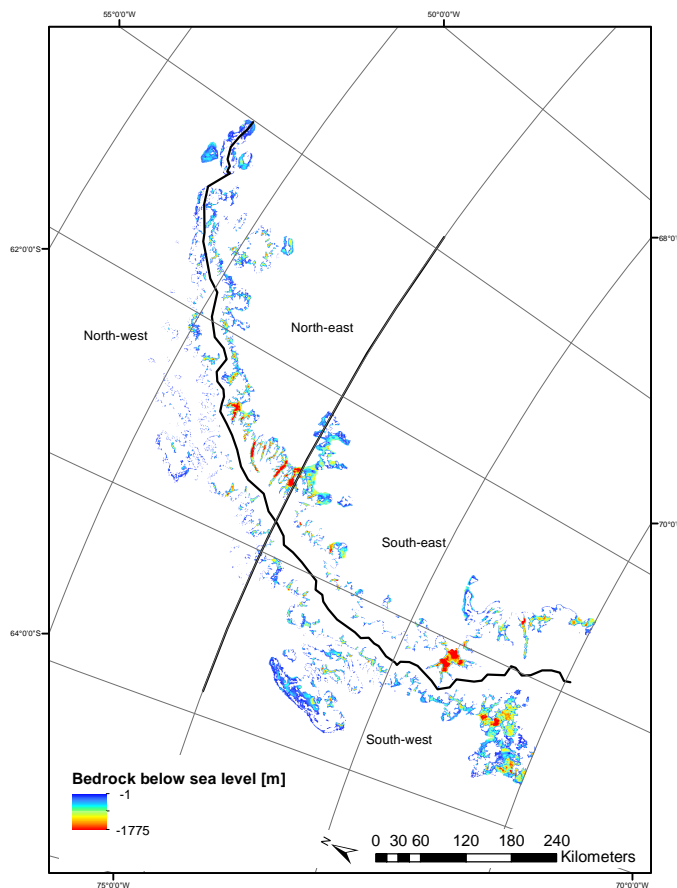 55°0'0"W
50°0'0"W
62°0'0"S
68°0'
North-west
North-east
South-east
70°0'
64°0'0"S
South-west
Bedrock below sea level [m]
-1
-1775
N
0 30 60 120 180 240
Kilometers
75°0'0"W
70°0'0"W